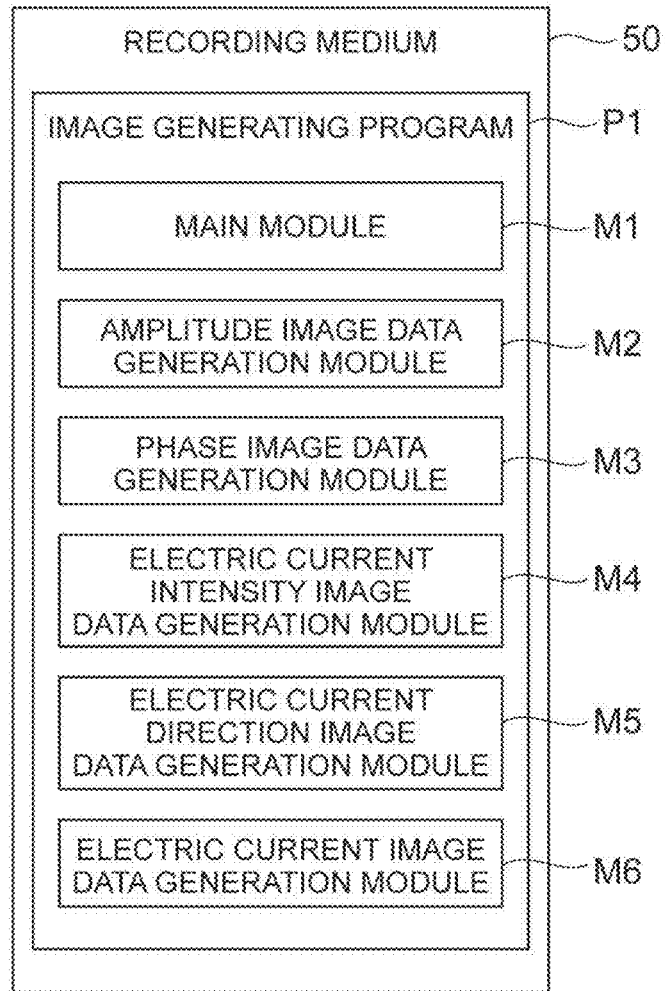 RECORDING MEDIUM
50
IMAGE GENERATING PROGRAM
P1
MAIN MODULE
M1
AMPLITUDE IMAGE DATA
GENERATION MODULE
M2
PHASE IMAGE DATA
GENERATION MODULE
M3
ELECTRIC CURRENT
INTENSITY IMAGE
DATA GENERATION MODULE
M4
ELECTRIC CURRENT
DIRECTION IMAGE
DATA GENERATION MODULE
M5
ELECTRIC CURRENT IMAGE
DATA GENERATION MODULE
M6